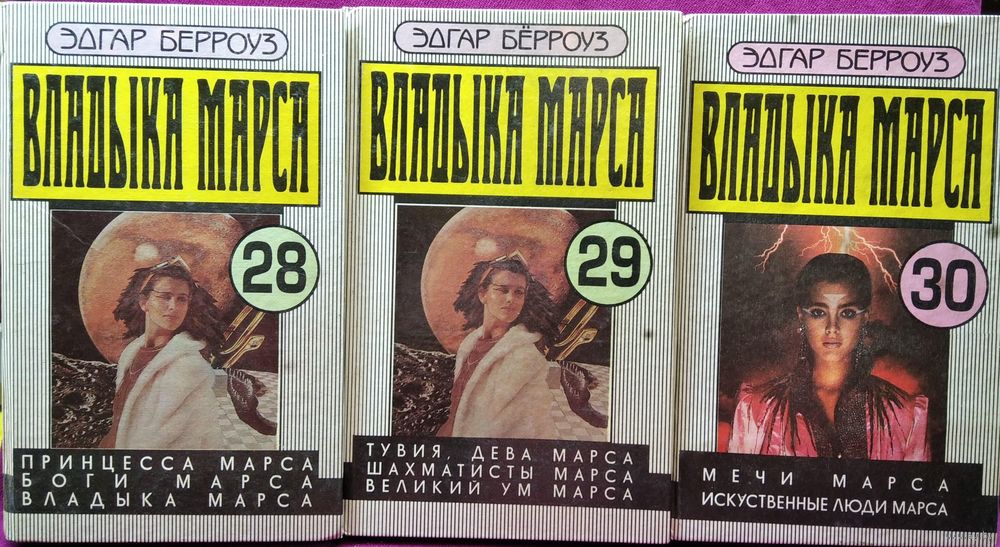 ЭДГАР БЕРРОУЗ
ВЛАДЫКА МАРСА
28
ПРИНЦЕССА МАРСА
БОГИ МАРСА
ВЛАДЫКА МАРСА
ЭДГАР БЁРРОУЗ
ВЛАДЫКА МАРСА
29
ТУВИЯ, ДЕВА МАРСА
ШАХМАТИСТЫ МАРСА
ВЕЛИКИЙ УМ МАРСА
ЭДГАР БЕРРОУЗ
ВЛАДЫКА МАРСА
30
МЕЧИ МАРСА
ИСКУСТВЕННЫЕ ЛЮДИ МАРСА